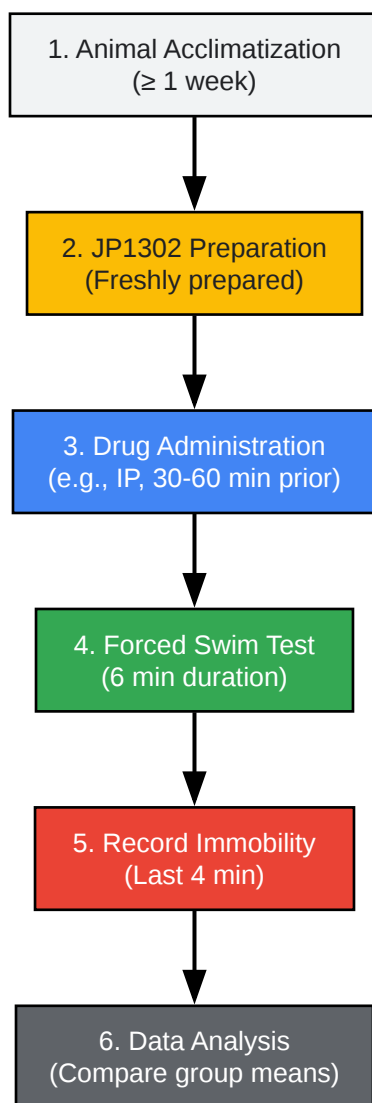 1. Animal Acclimatization
(≥ 1 week)
2. JP1302 Preparation
(Freshly prepared)
3. Drug Administration
(e.g., IP, 30-60 min prior)
4. Forced Swim Test
(6 min duration)
5. Record Immobility
(Last 4 min)
6. Data Analysis
(Compare group means)